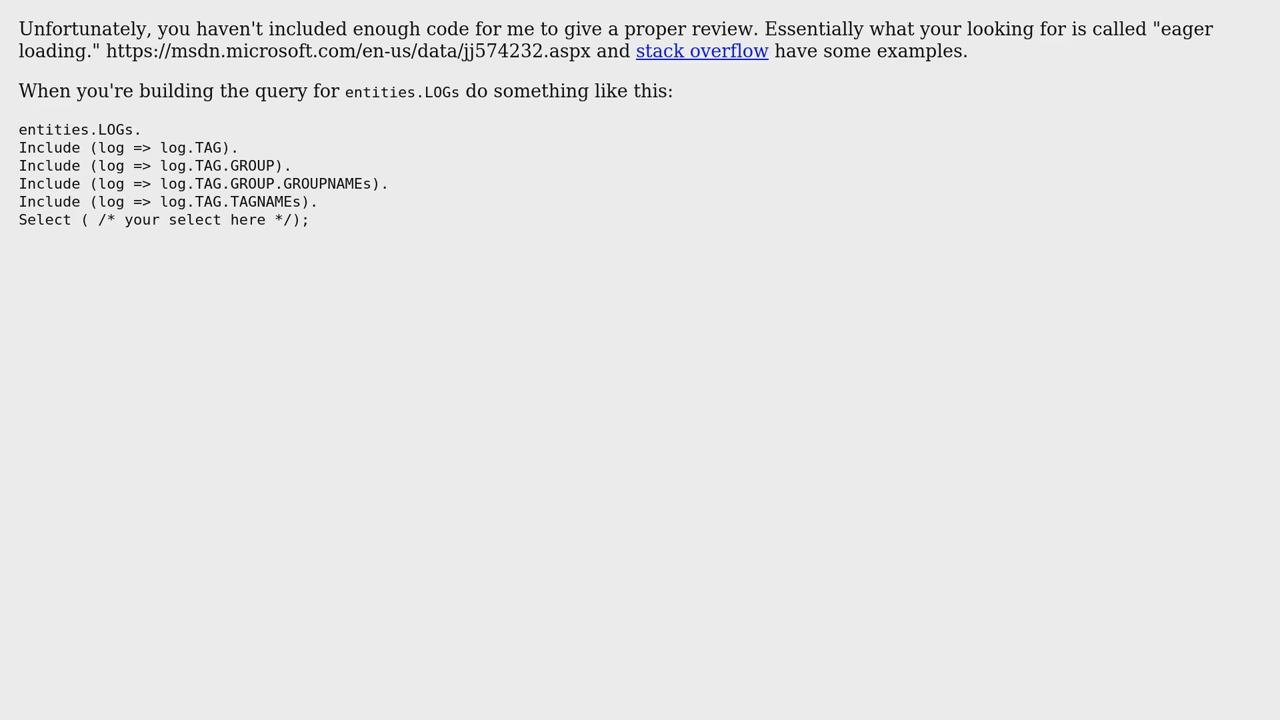 Unfortunately, you haven't included enough code for me to give a proper review. Essentially what your looking for is called "eager
loading." https://msdn.microsoft.com/en-us/data/jj574232.aspx and stack overflow have some examples.
When you're building the query for entities.LOGs do something like this:
entities.LOGs.
Include (log => log.TAG).
Include (log => log.TAG.GROUP).
Include (log => log.TAG.GROUP.GROUPNAMEs).
Include (log => log.TAG.TAGNAMEs).
Select ( /* your select here */);